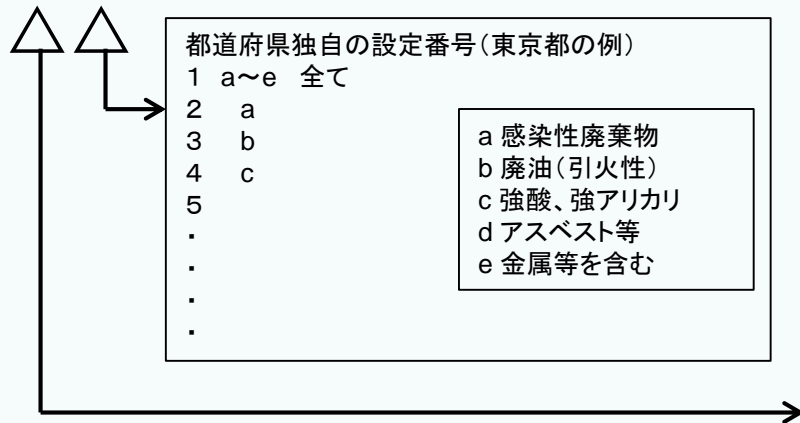 都道府県独自の設定番号(東京都の例)
1 a～e 全て
2 a
3 b
4 c
5
・
・
・
・
a 感染性廃棄物
b 廃油(引火性)
c 強酸、強アリカリ
d アスベスト等
e 金属等を含む